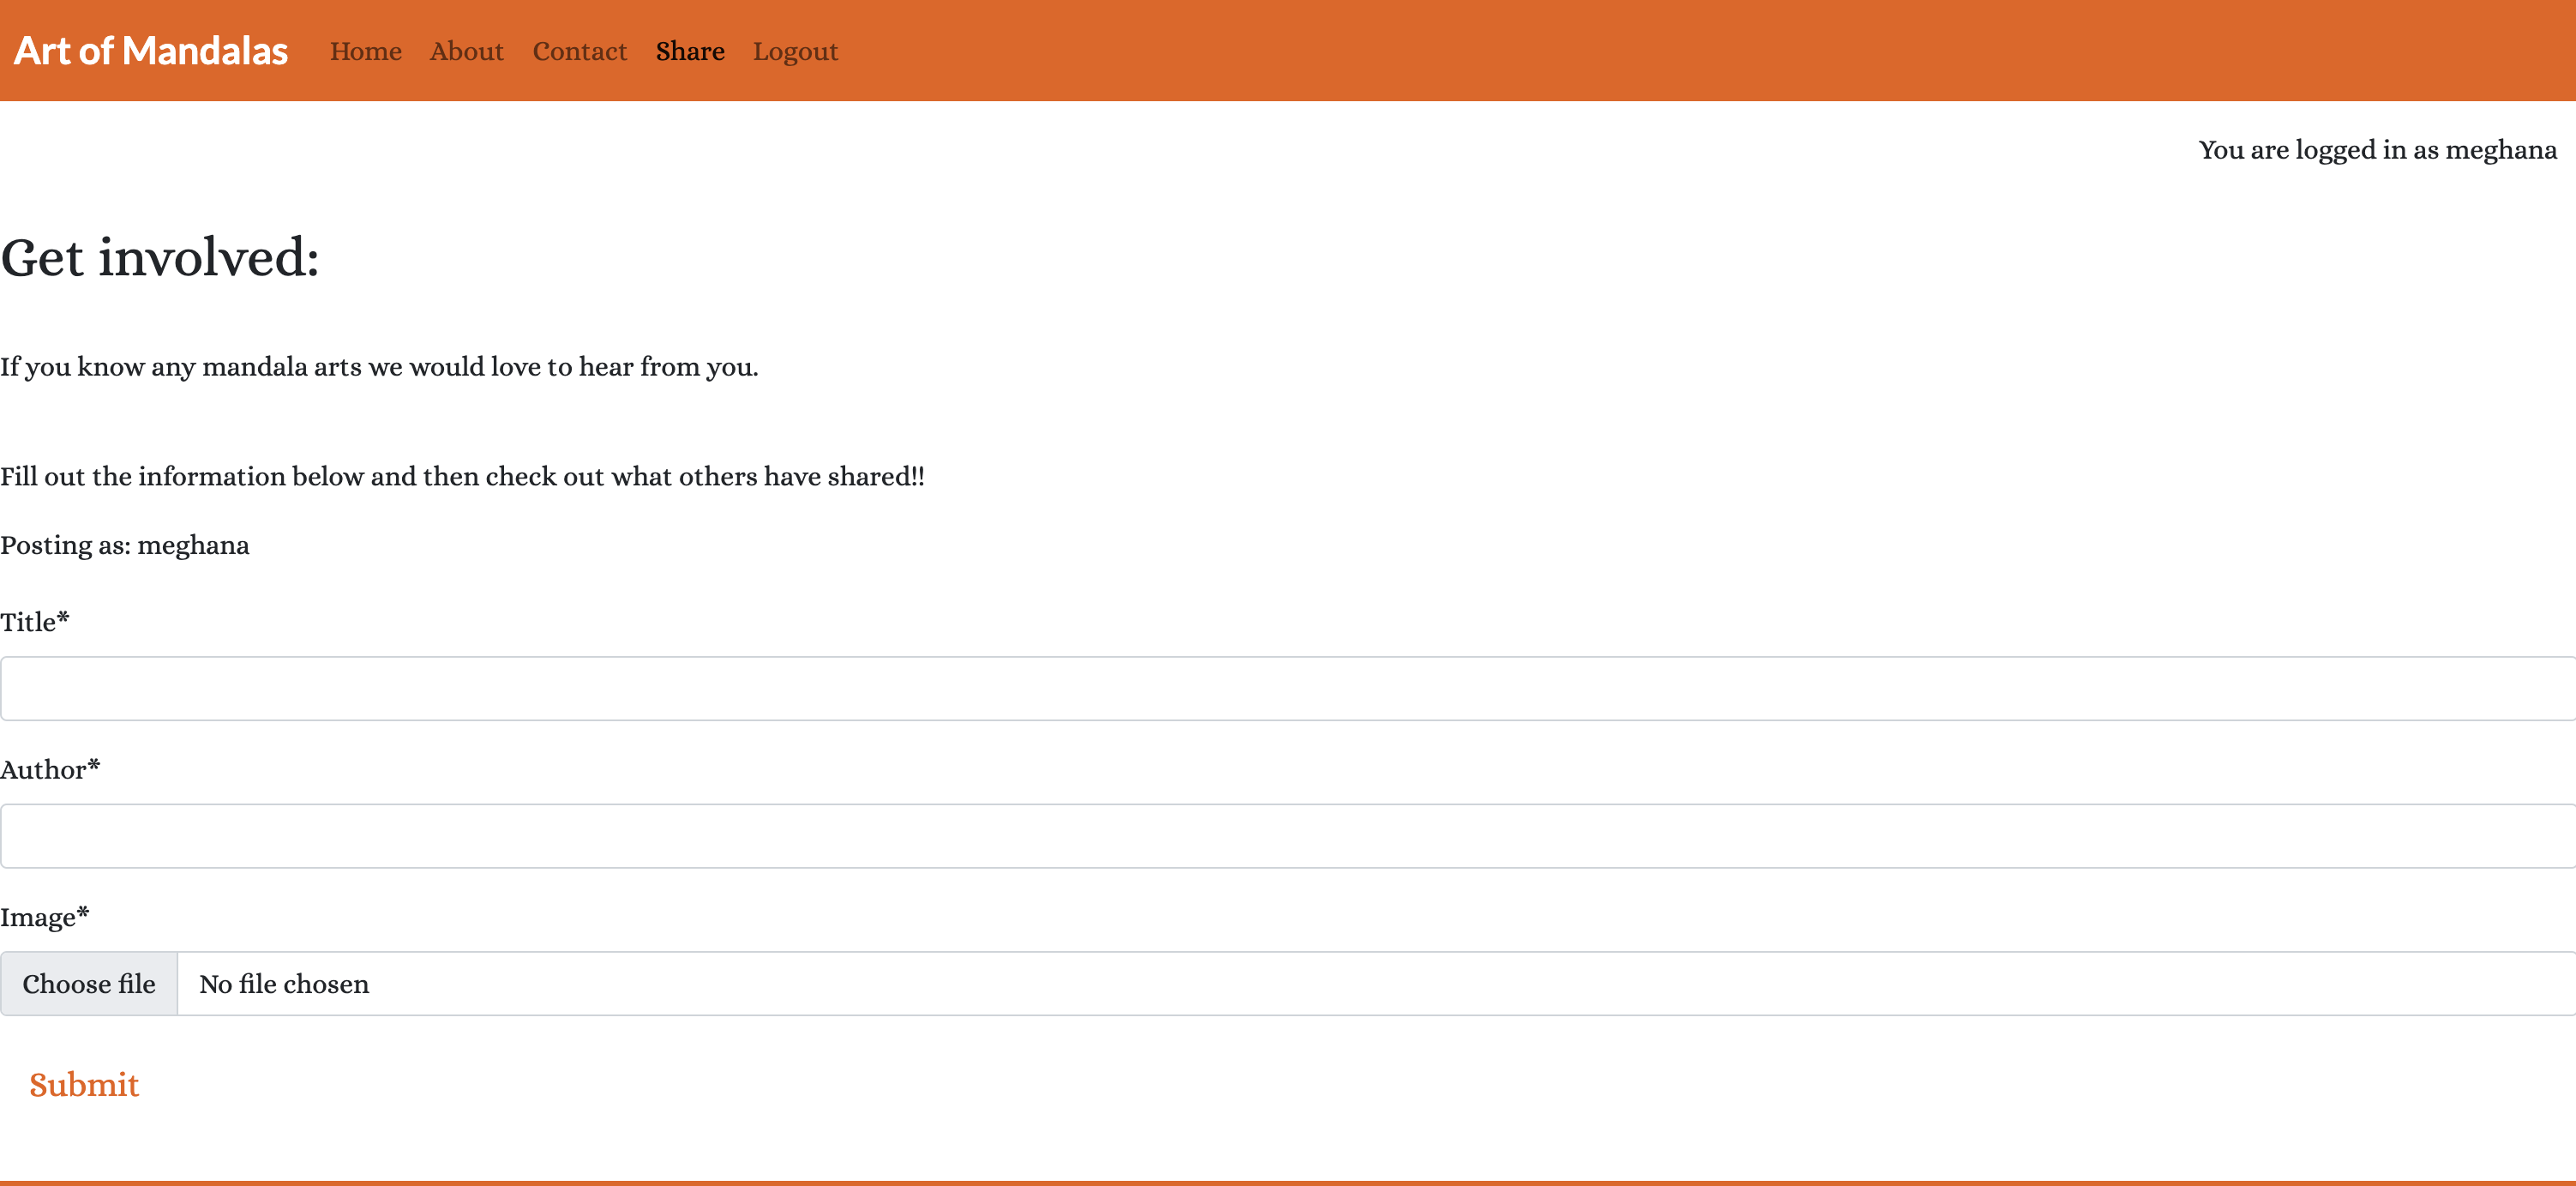 Art of Mandalas Home About Contact Share Logout
You are logged in as meghana
Get involved:
If you know any mandala arts we would love to hear from you.
Fill out the information below and then check out what others have shared!!
Posting as: meghana
Title*
Author*
Image*
Choose file No file chosen
Submit